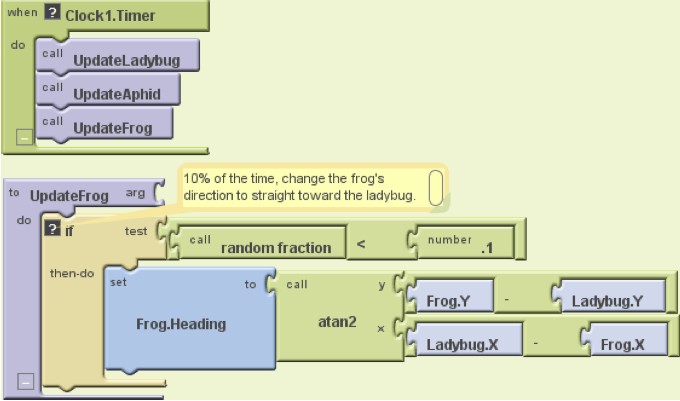 when ? Clock1.Timer
do
call UpdateLadybug
call UpdateAphid
call UpdateFrog
10% of the time, change the frog's
direction to straight toward the ladybug.
to UpdateFrog arg
do ? if test call random fraction < number .1
then-do set Frog.Heading to call atan2
y Frog.Y - Ladybug.Y
x Ladybug.X - Frog.X